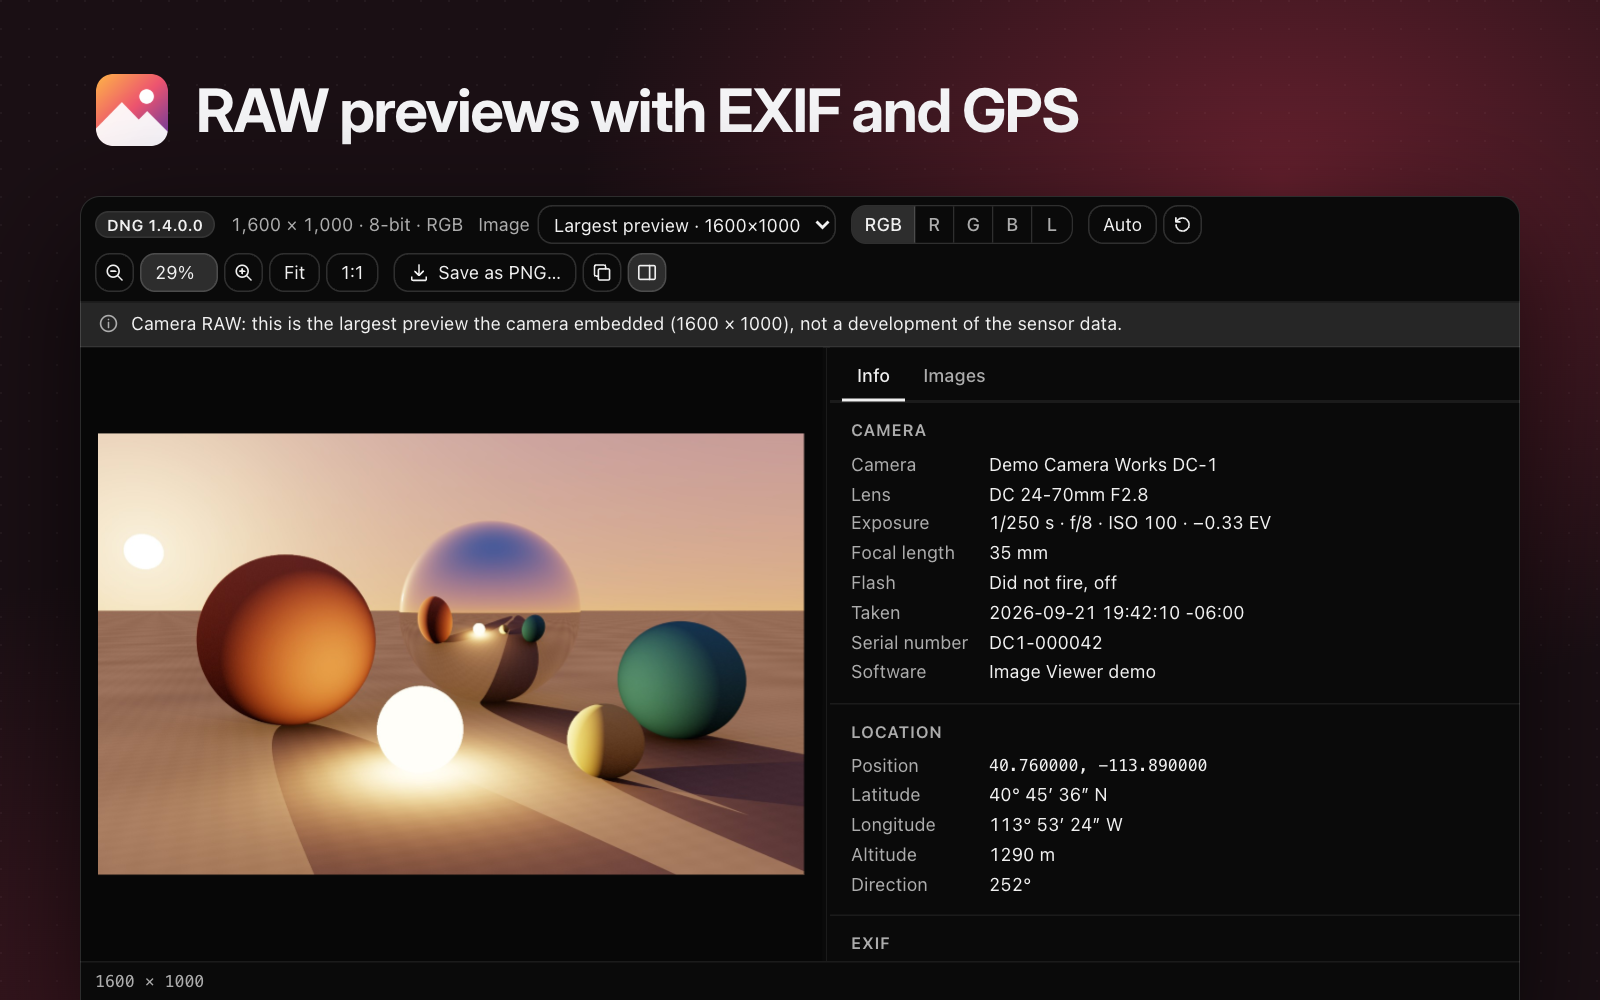 RAW previews with EXIF and GPS
DNG 1.4.0.0 1,600 × 1,000 · 8-bit · RGB Image Largest preview · 1600×1000 RGB R G B L Auto
29% Fit 1:1 Save as PNG...
Camera RAW: this is the largest preview the camera embedded (1600 × 1000), not a development of the sensor data.
Info Images
CAMERA
Camera Demo Camera Works DC-1
Lens DC 24-70mm F2.8
Exposure 1/250 s · f/8 · ISO 100 · −0.33 EV
Focal length 35 mm
Flash Did not fire, off
Taken 2026-09-21 19:42:10 -06:00
Serial number DC1-000042
Software Image Viewer demo
LOCATION
Position 40.760000, −113.890000
Latitude 40° 45′ 36″ N
Longitude 113° 53′ 24″ W
Altitude 1290 m
Direction 252°
EXIF
1600 × 1000